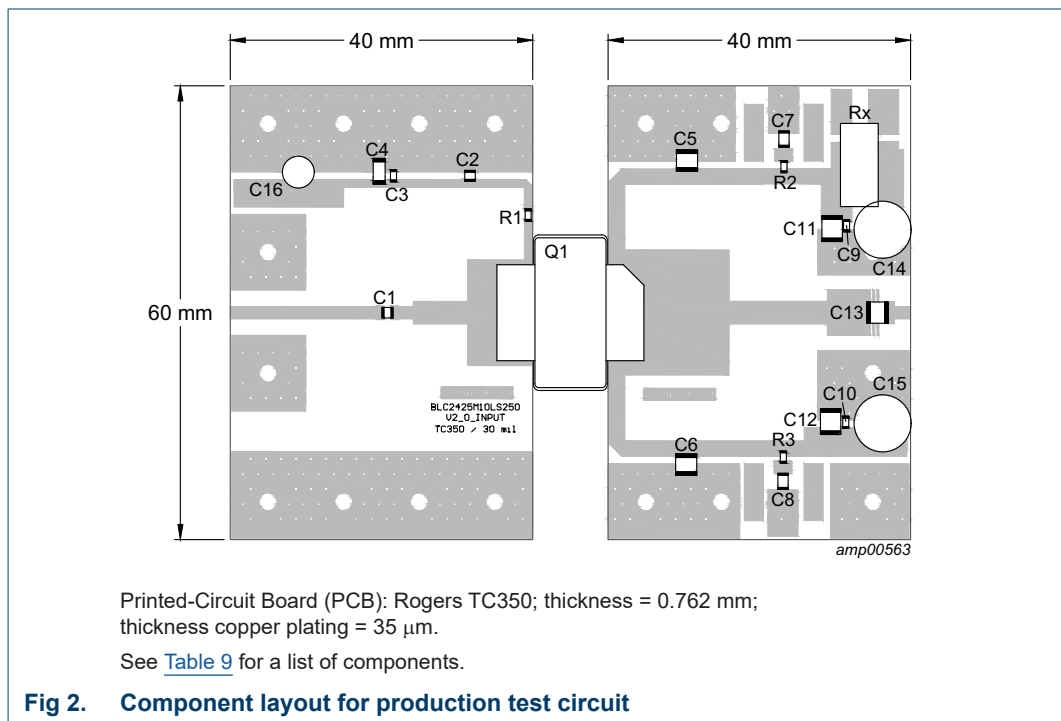 40 mm
40 mm
60 mm
C16
C4
C3
C2
R1
C1
Q1
C5
C7
R2
Rx
C11
C9
C14
C13
C10
C15
C12
C6
R3
C8
BLC2425M10LS250
V2_0_INPUT
TC350 / 30 mil
amp00563
Printed-Circuit Board (PCB): Rogers TC350; thickness = 0.762 mm;
thickness copper plating = 35 μm.
See Table 9 for a list of components.
Fig 2. Component layout for production test circuit